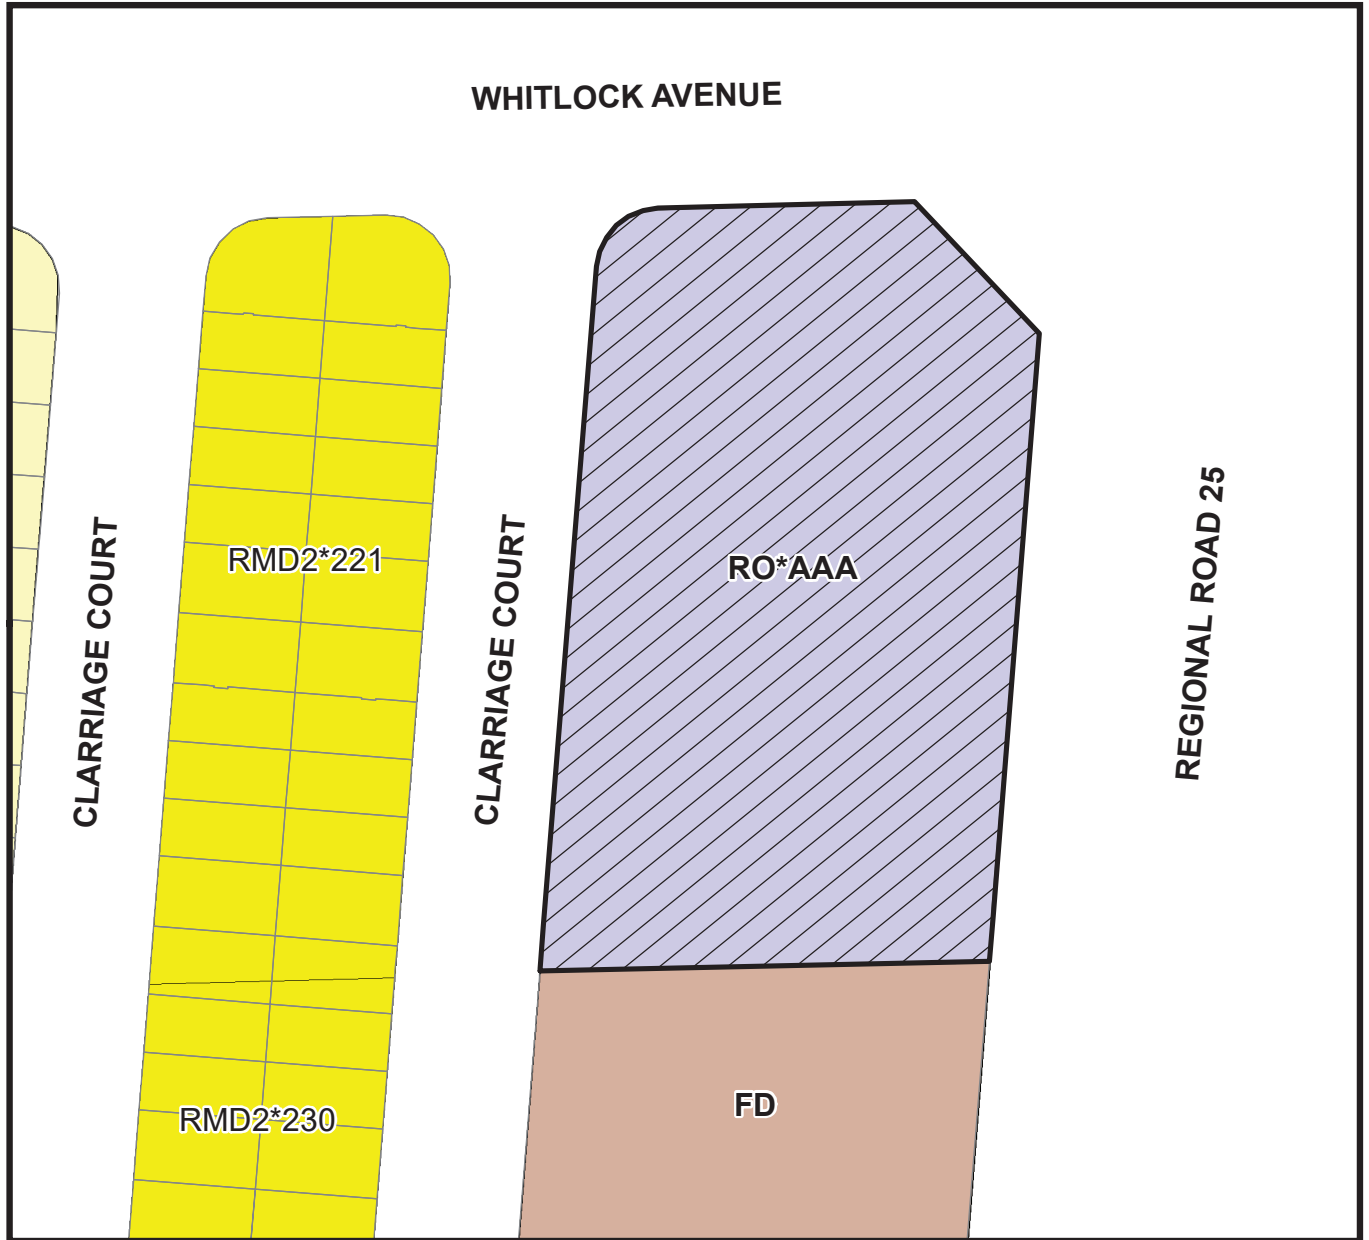 WHITLOCK AVENUE
CLARRIAGE COURT
RMD2*221
CLARRIAGE COURT
RO*AAA
REGIONAL ROAD 25
RMD2*230
FD